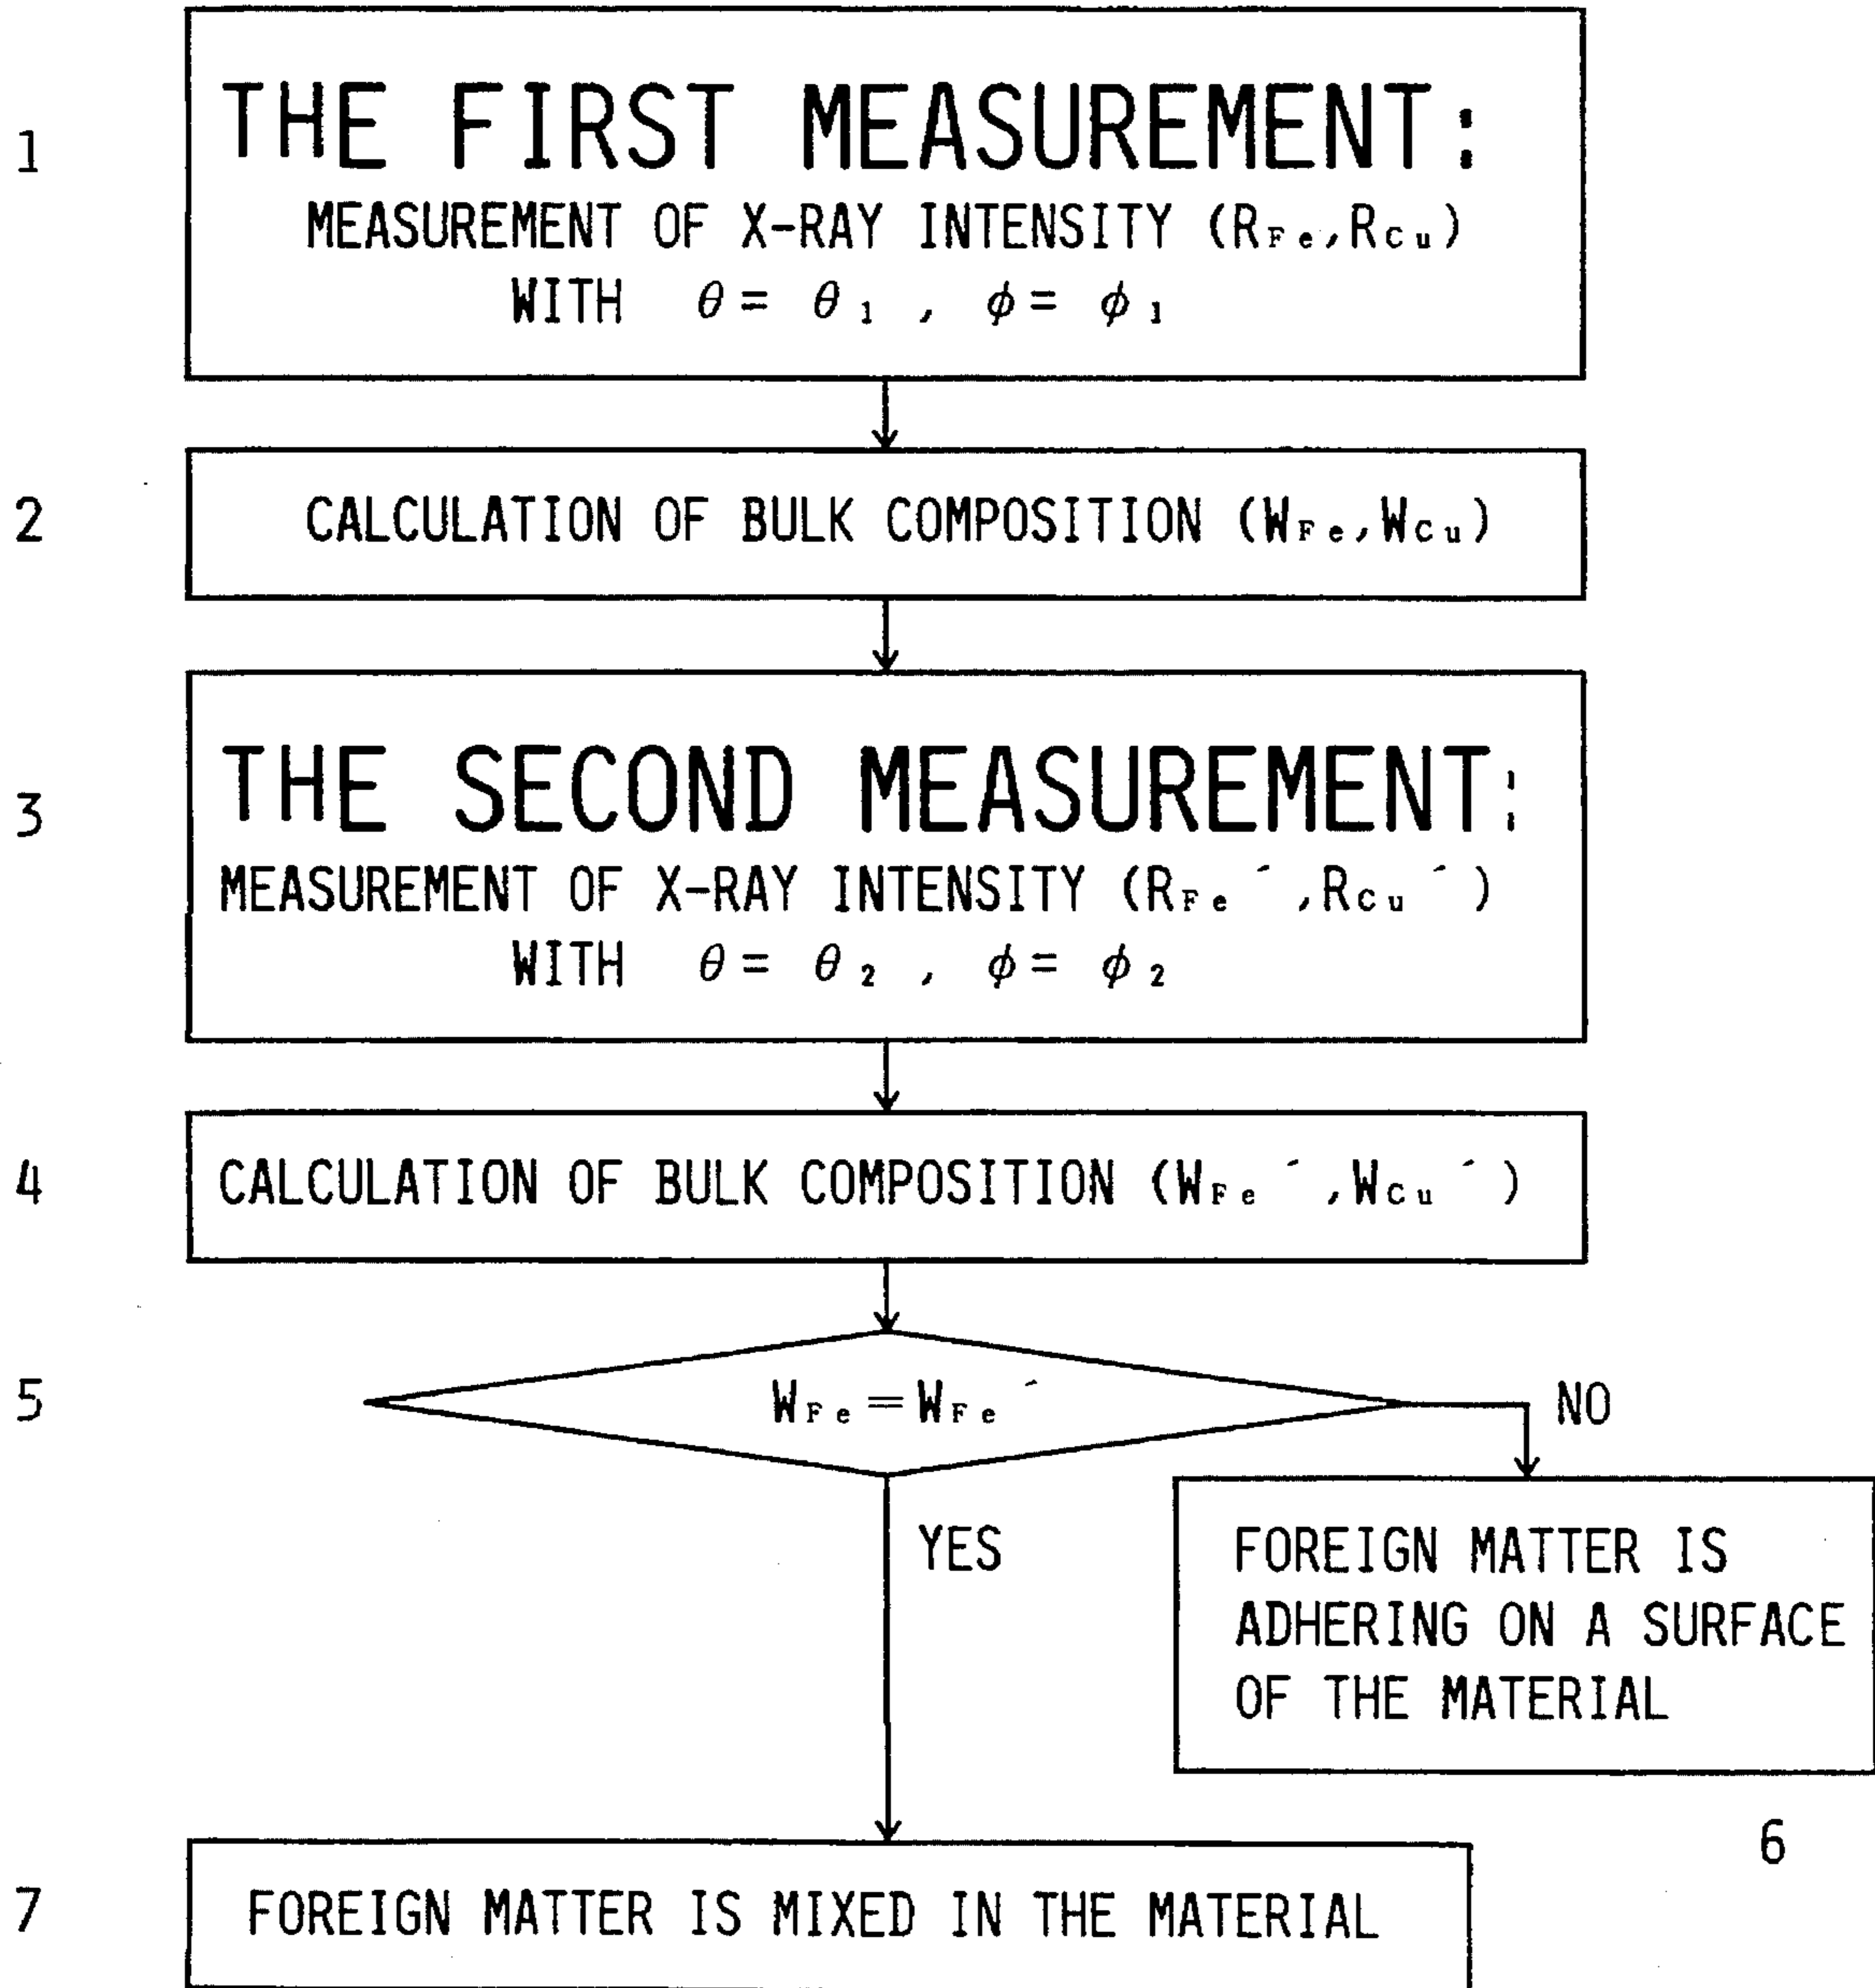 1
THE FIRST MEASUREMENT:
MEASUREMENT OF X-RAY INTENSITY (RFe,RCu)
WITH θ= θ1 , φ= φ1
2
CALCULATION OF BULK COMPOSITION (WFe,WCu)
3
THE SECOND MEASUREMENT:
MEASUREMENT OF X-RAY INTENSITY (RFe´,RCu´)
WITH θ= θ2 , φ= φ2
4
CALCULATION OF BULK COMPOSITION (WFe´,WCu´)
5
WFe=WFe´
NO
YES
FOREIGN MATTER IS
ADHERING ON A SURFACE
OF THE MATERIAL
6
7
FOREIGN MATTER IS MIXED IN THE MATERIAL